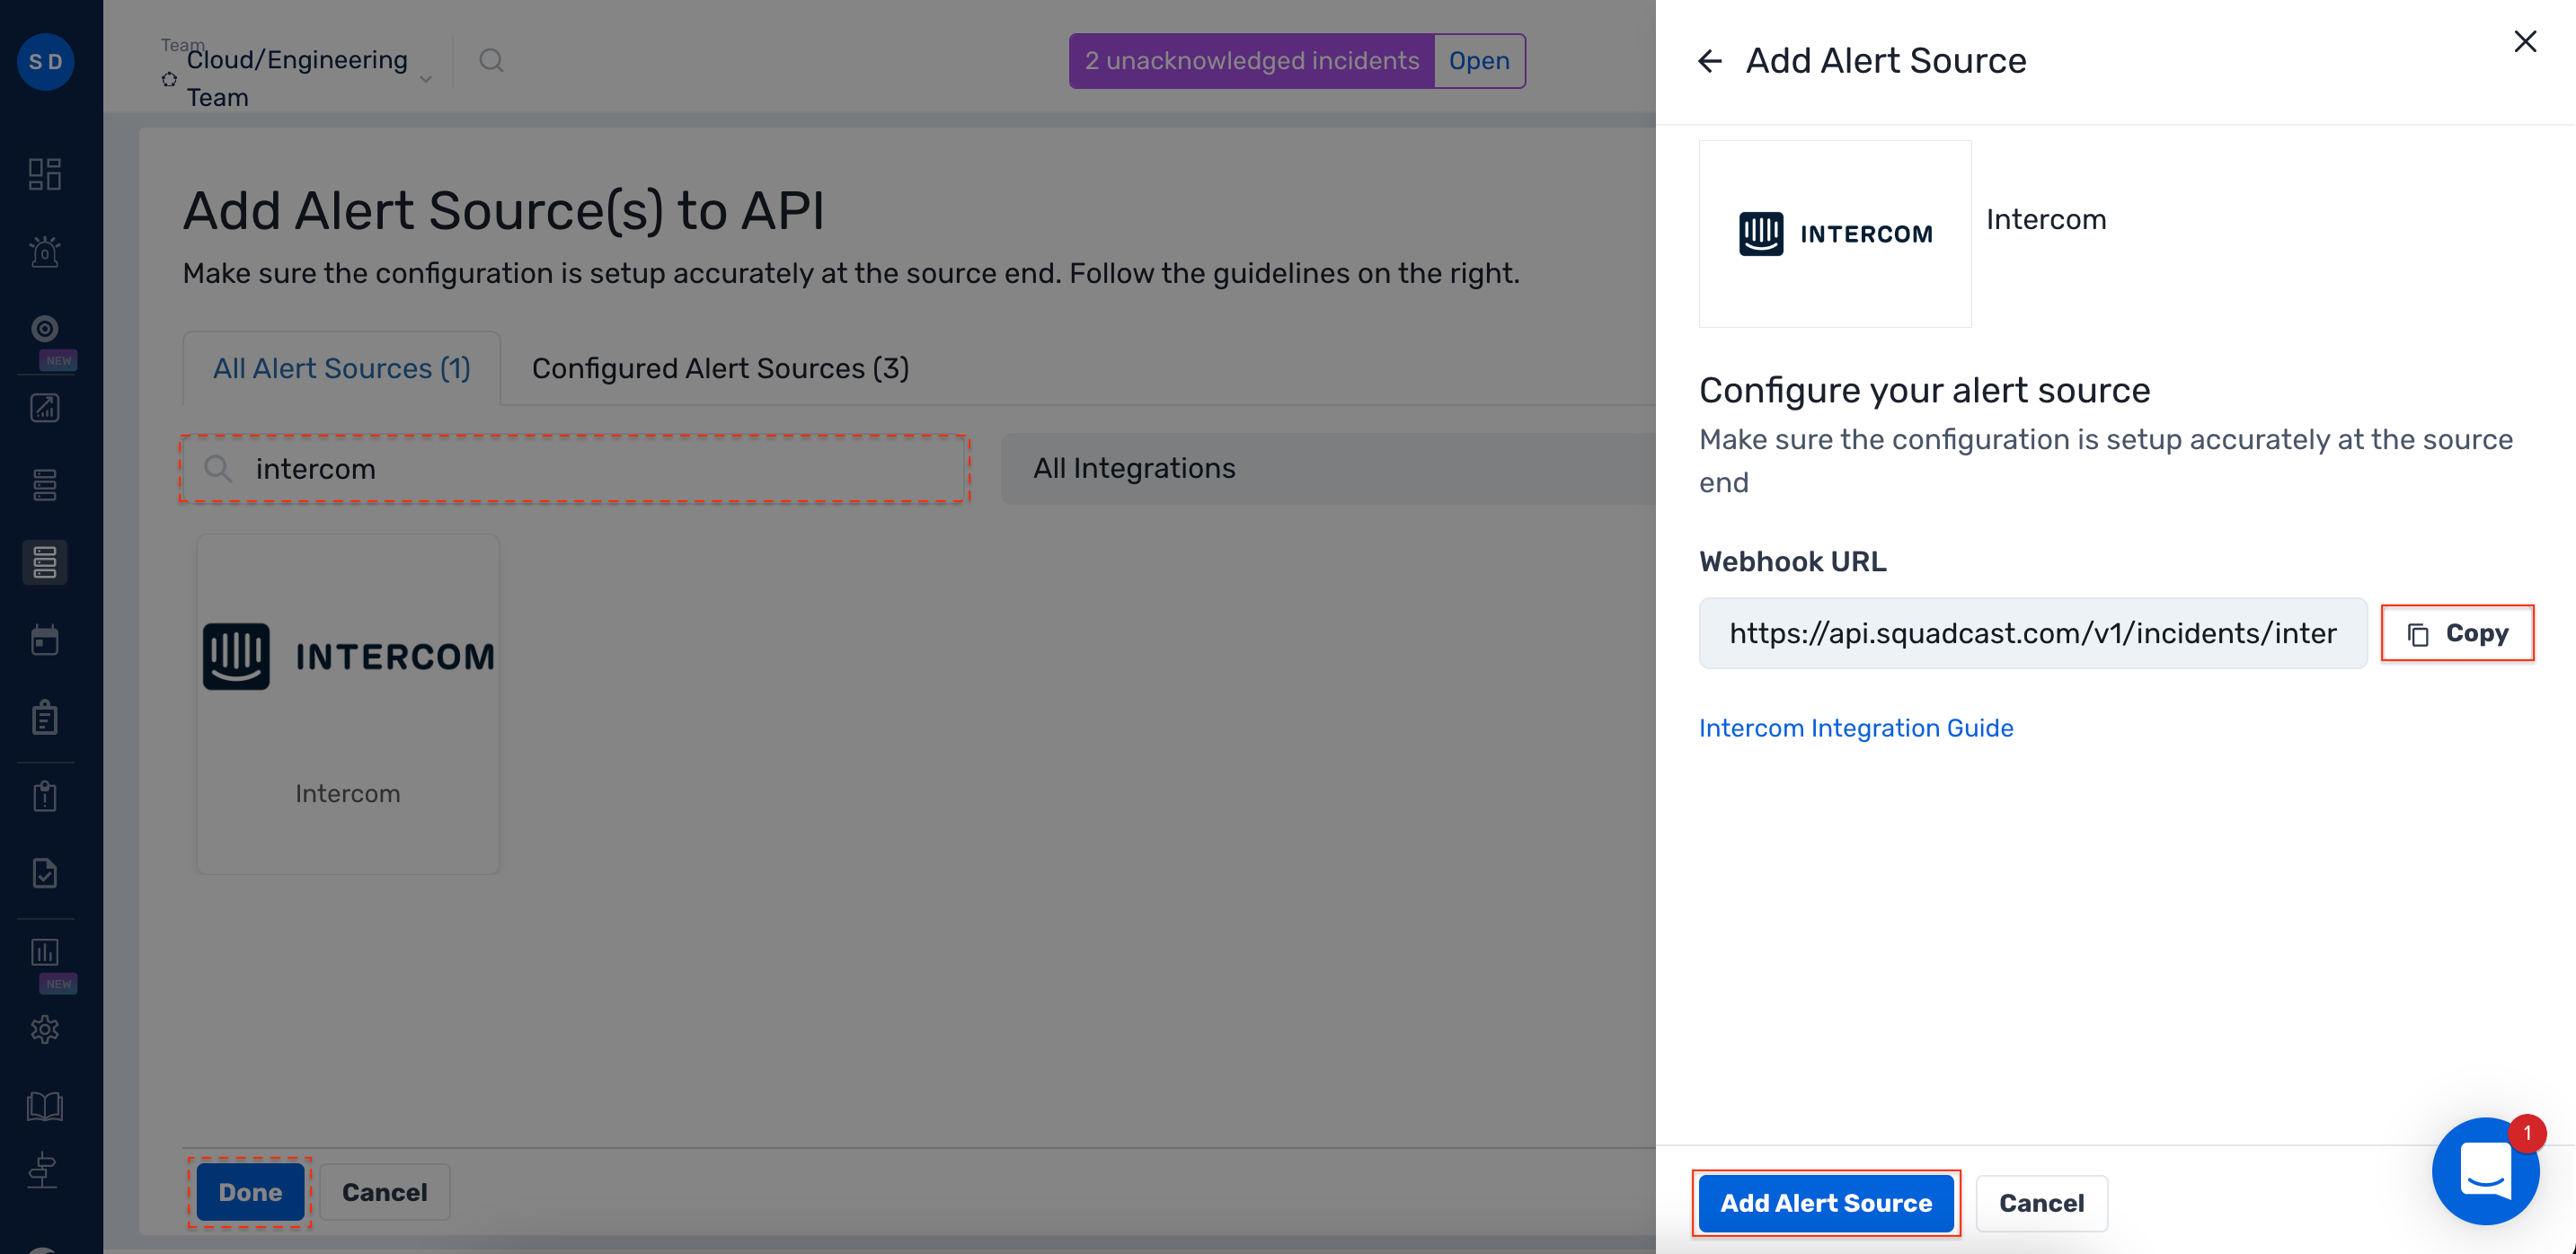 S D
Team
Cloud/Engineering
Team
2 unacknowledged incidents
Open
Add Alert Source(s) to API
Make sure the configuration is setup accurately at the source end. Follow the guidelines on the right.
All Alert Sources (1)
Configured Alert Sources (3)
intercom
All Integrations
INTERCOM
Intercom
Done
Cancel
0
NEW
NEW
Add Alert Source
INTERCOM
Intercom
Configure your alert source
Make sure the configuration is setup accurately at the source
end
Webhook URL
https://api.squadcast.com/v1/incidents/inter
Copy
Intercom Integration Guide
1
Add Alert Source
Cancel